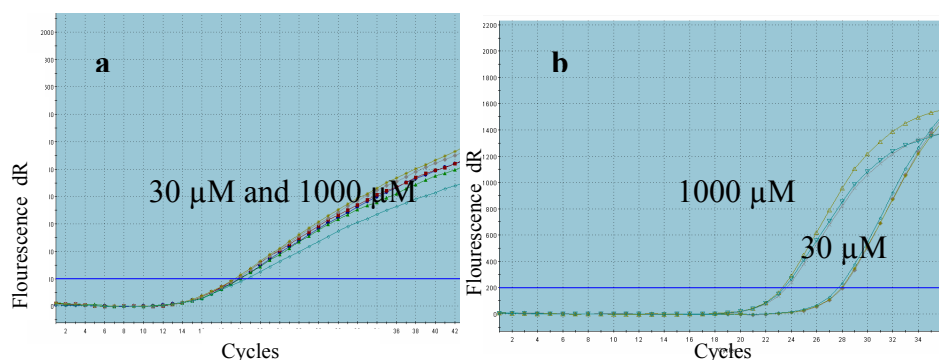 a
2000
30 µM and 1000 µM
Flourescence dR
2 4 6 8 10 12 14 36 38 40 42
Cycles
b
2200
2000
1800
1600
1400
1200
1000
800
600
400
200
0
1000 µM
30 µM
Flourescence dR
2 4 6 8 10 12 14 16 18 20 22 24 26 28 30 32 34
Cycles